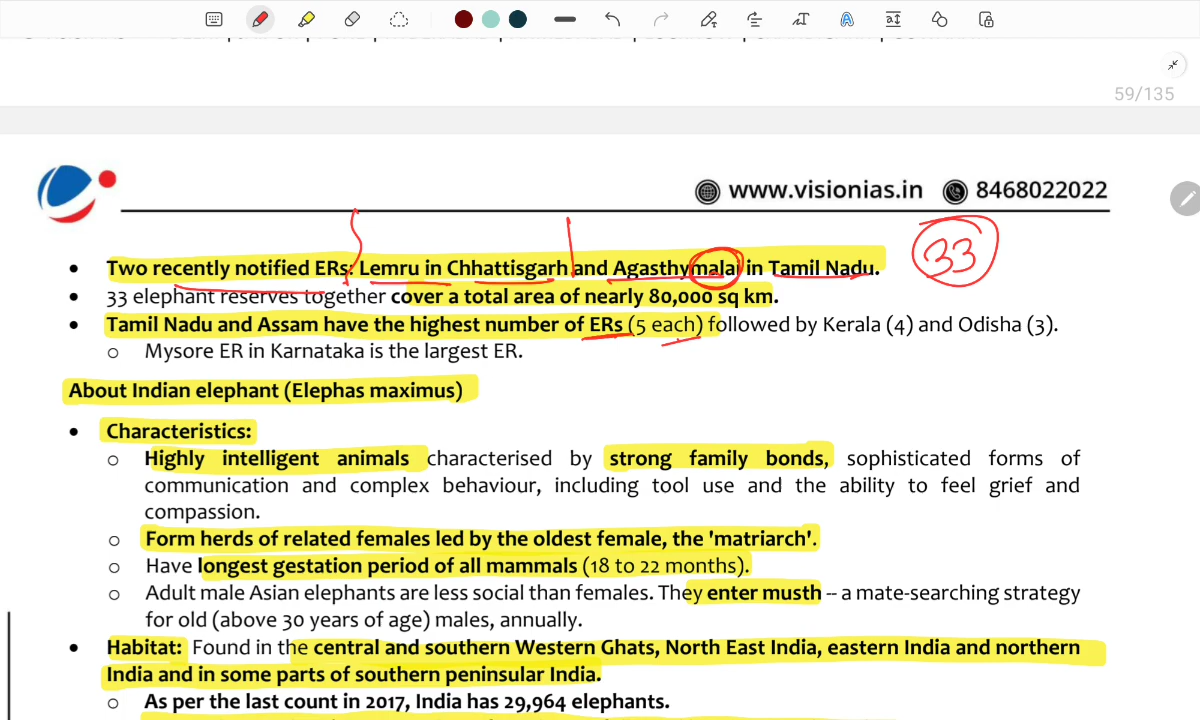 59/135
www.visionias.in 8468022022
• Two recently notified ERs: Lemru in Chhattisgarh and Agasthymalai in Tamil Nadu. 33
• 33 elephant reserves together cover a total area of nearly 80,000 sq km.
• Tamil Nadu and Assam have the highest number of ERs (5 each) followed by Kerala (4) and Odisha (3).
o Mysore ER in Karnataka is the largest ER.
About Indian elephant (Elephas maximus)
• Characteristics:
o Highly intelligent animals characterised by strong family bonds, sophisticated forms of
communication and complex behaviour, including tool use and the ability to feel grief and
compassion.
o Form herds of related females led by the oldest female, the 'matriarch'.
o Have longest gestation period of all mammals (18 to 22 months).
o Adult male Asian elephants are less social than females. They enter musth -- a mate-searching strategy
for old (above 30 years of age) males, annually.
• Habitat: Found in the central and southern Western Ghats, North East India, eastern India and northern
India and in some parts of southern peninsular India.
o As per the last count in 2017, India has 29,964 elephants.